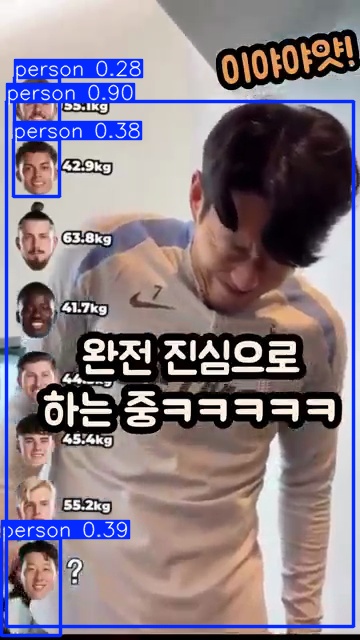 person 0.28
이야야얏!
person 0.90
55.1kg
person 0.38
42.9kg
63.8kg
7
41.7kg
완전 진심으로
하는 중ㅋㅋㅋㅋㅋ
45.4kg
55.2kg
person 0.39
?